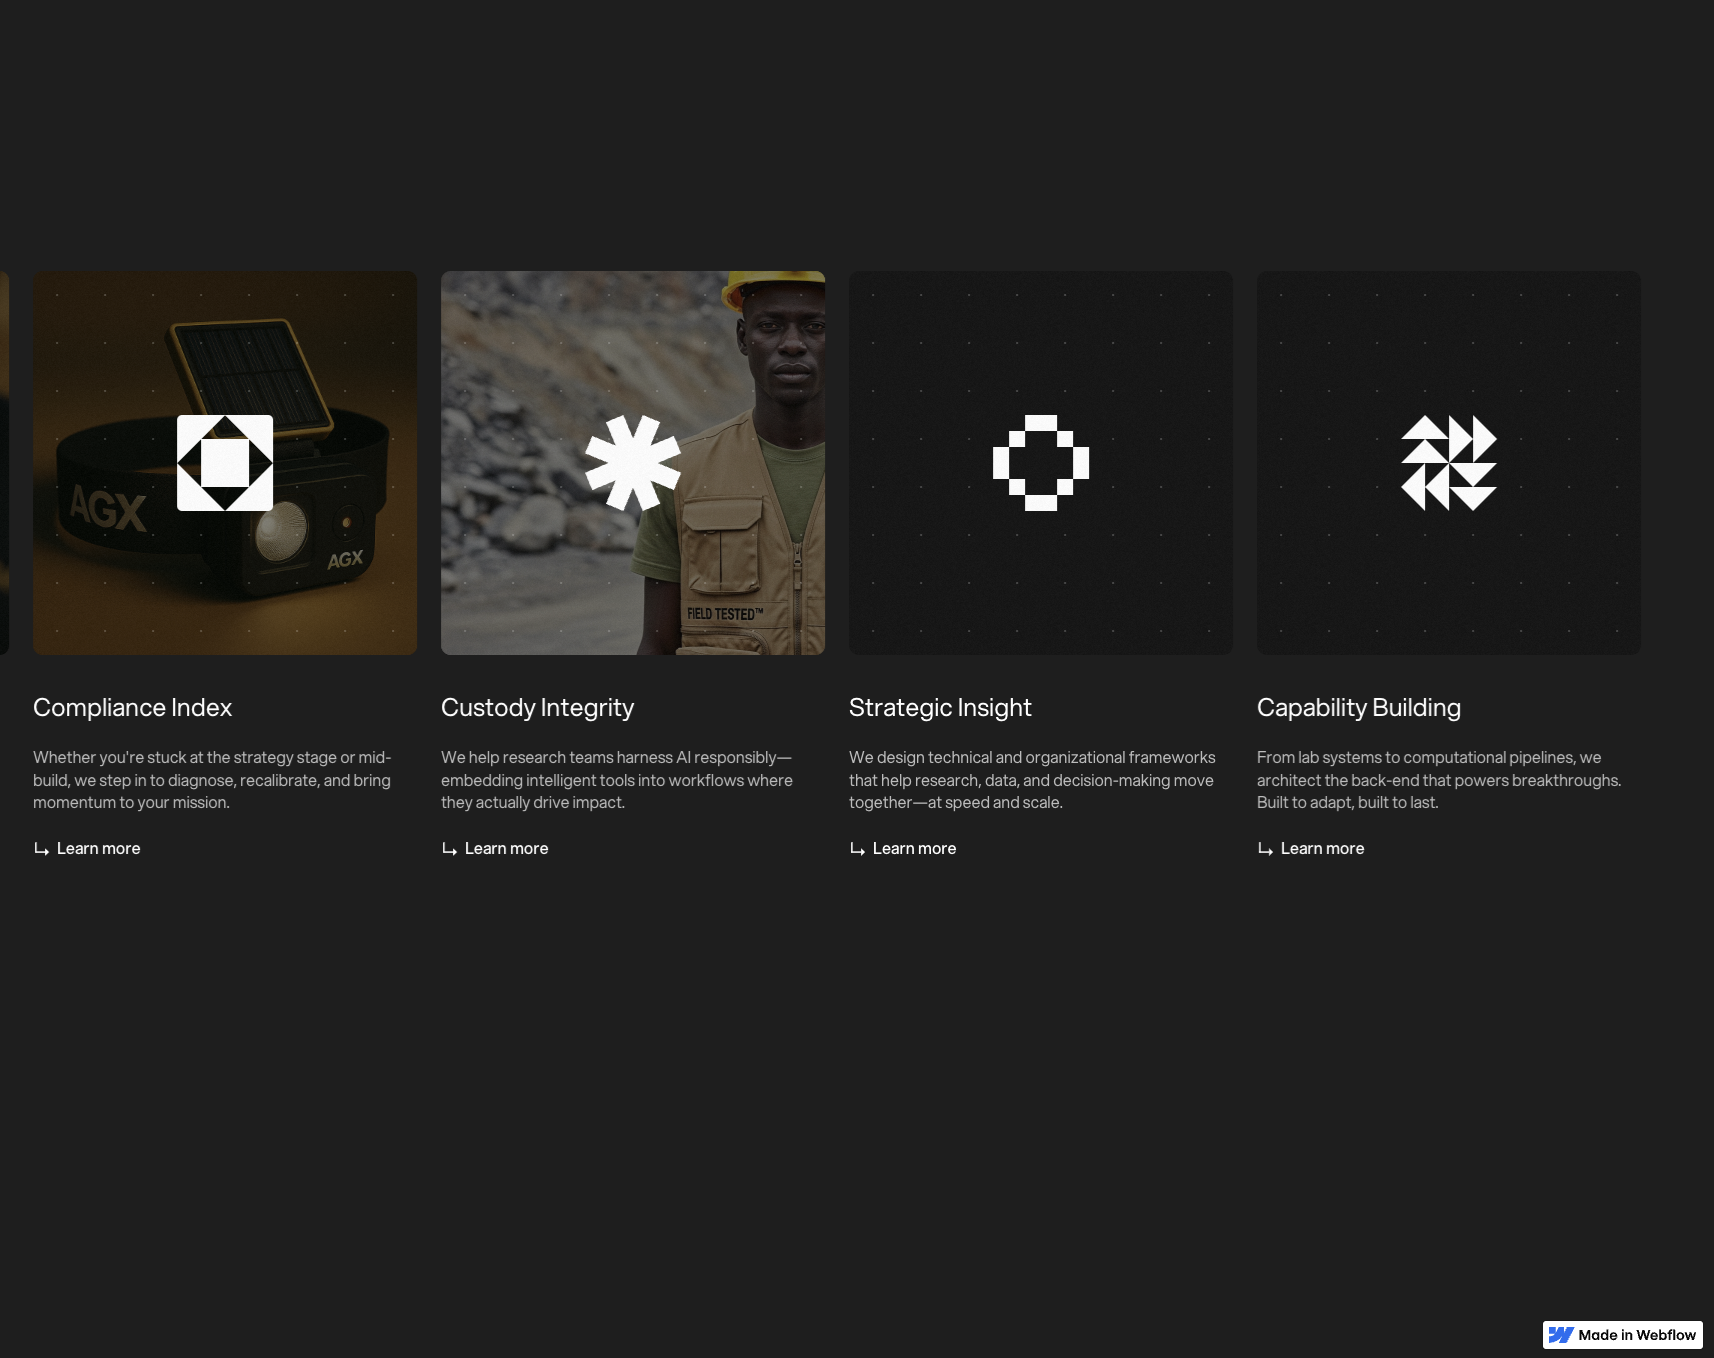 AGX
AGX
FIELD TESTED™
Compliance Index
Whether you're stuck at the strategy stage or mid-
build, we step in to diagnose, recalibrate, and bring
momentum to your mission.
Learn more
Custody Integrity
We help research teams harness AI responsibly—
embedding intelligent tools into workflows where
they actually drive impact.
Learn more
Strategic Insight
We design technical and organizational frameworks
that help research, data, and decision-making move
together—at speed and scale.
Learn more
Capability Building
From lab systems to computational pipelines, we
architect the back-end that powers breakthroughs.
Built to adapt, built to last.
Learn more
Made in Webflow